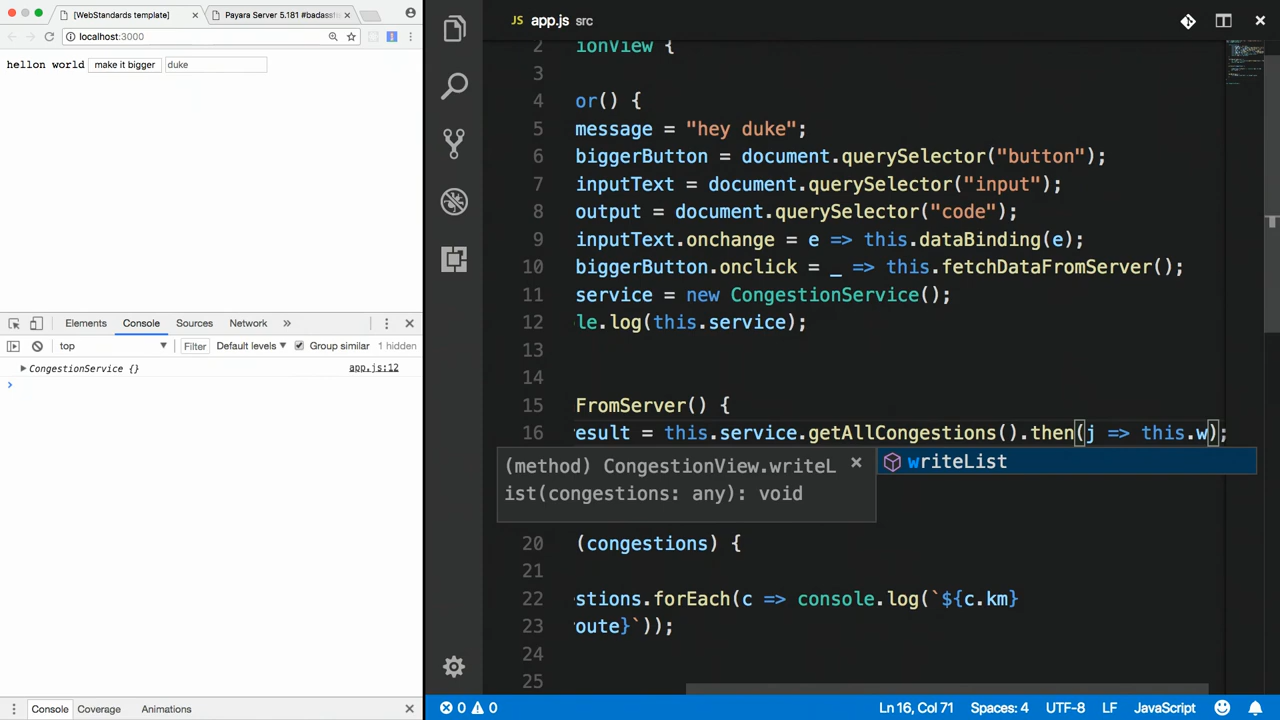 [WebStandards template]
Payara Server 5.181 #badass
localhost:3000
hellon world make it bigger duke
Elements Console Sources Network »
top Filter Default levels Group similar 1 hidden
CongestionService {} app.js:12
Console Coverage Animations
JS app.js src
2 ionView {
3
4 or() {
5 message = "hey duke";
6 biggerButton = document.querySelector("button");
7 inputText = document.querySelector("input");
8 output = document.querySelector("code");
9 inputText.onchange = e => this.dataBinding(e);
10 biggerButton.onclick = _ => this.fetchDataFromServer();
11 service = new CongestionService();
12 le.log(this.service);
13
14
15 FromServer() {
16 esult = this.service.getAllCongestions().then(j => this.w);
(method) CongestionView.writeL
ist(congestions: any): void
writeList
20 (congestions) {
21
22 stions.forEach(c => console.log(`${c.km}
23 oute}`));
24
25
0 0 Ln 16, Col 71 Spaces: 4 UTF-8 LF JavaScript